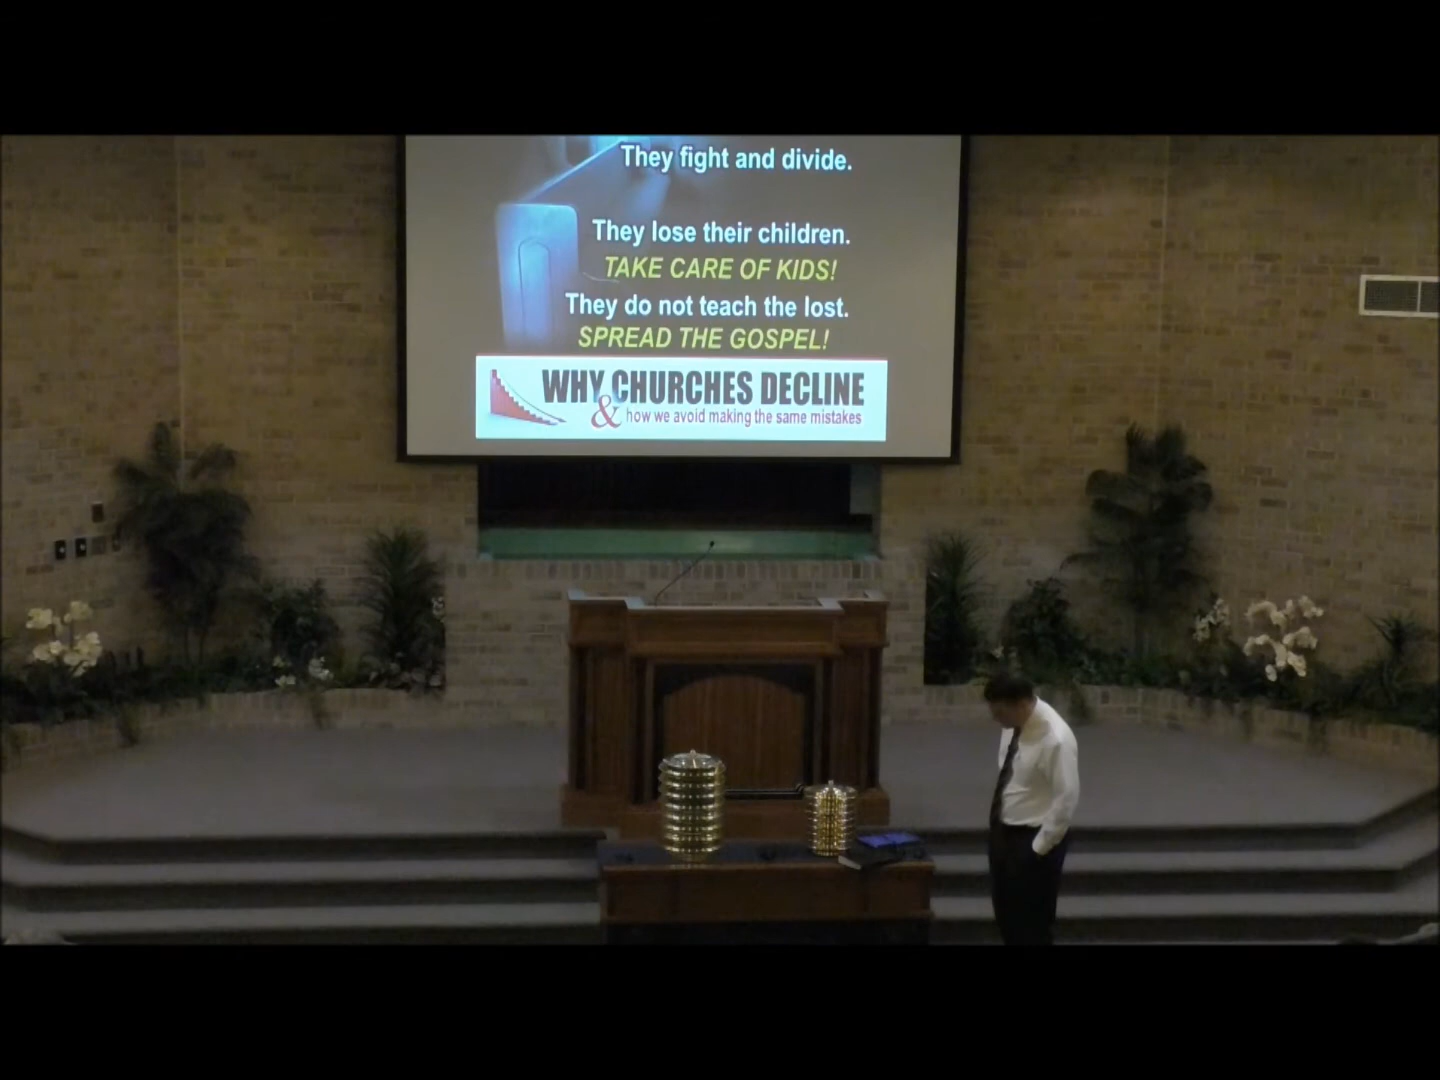 They fight and divide.
They lose their children.
TAKE CARE OF KIDS!
They do not teach the lost.
SPREAD THE GOSPEL!
WHY CHURCHES DECLINE
& how we avoid making the same mistakes